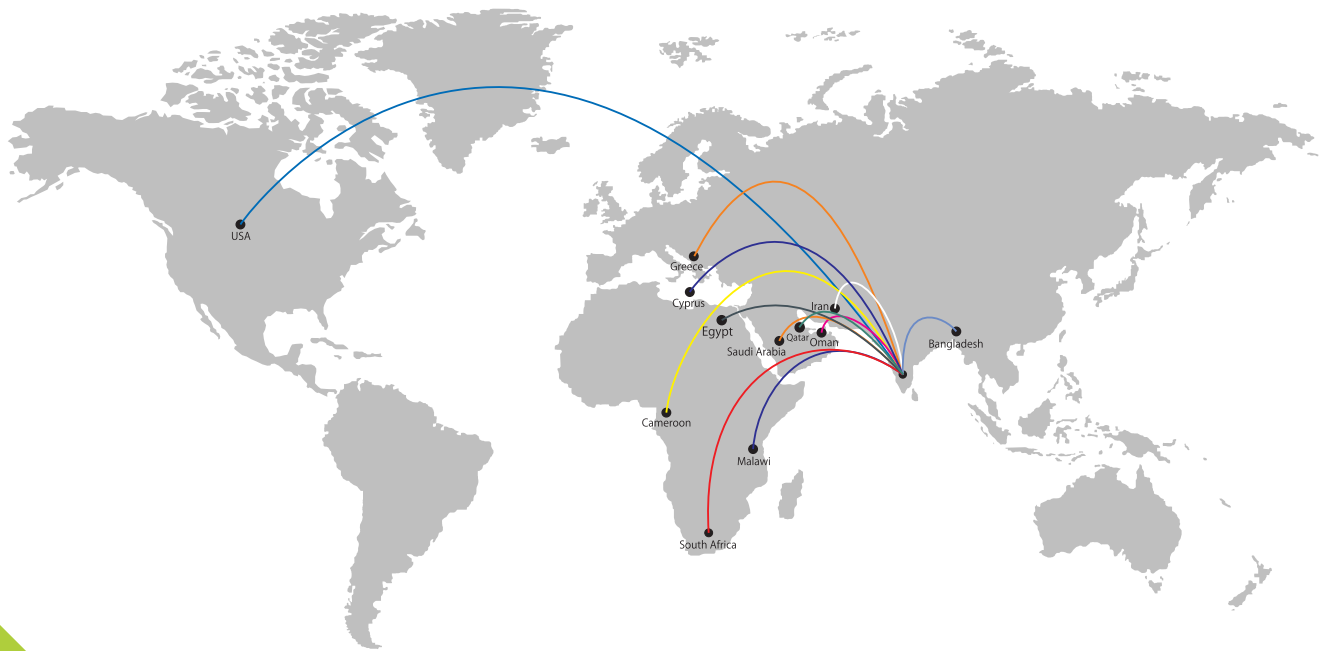 USA
Greece
Cyprus
Iran
Egypt
Qatar
Oman
Bangladesh
Saudi Arabia
Cameroon
Malawi
South Africa